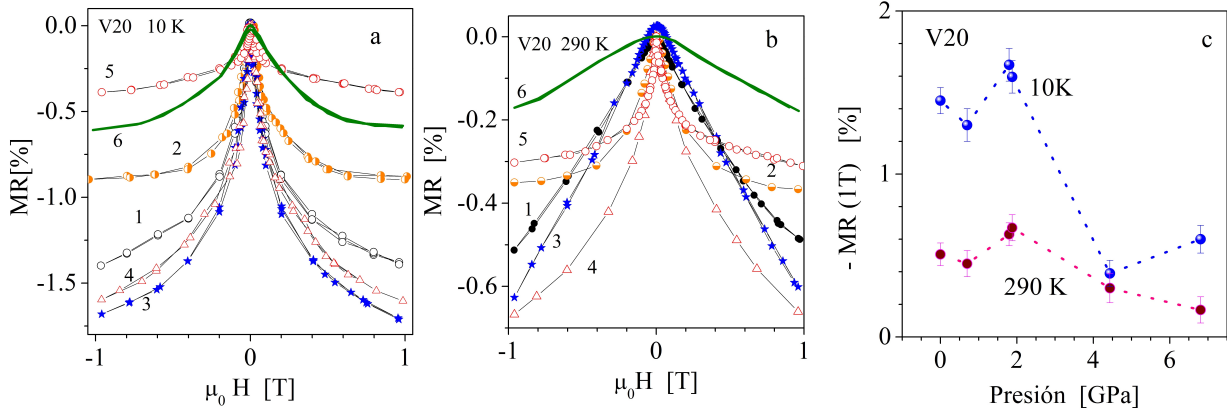 V20 10 K
a
0.0
-0.5
-1.0
-1.5
MR[%]
5
6
2
1
4
3
-1
0
1
μ0 H [T]
V20 290 K
b
0.0
-0.2
-0.4
-0.6
MR [%]
6
5
2
1
3
4
-1
0
1
μ0H [T]
V20
c
2
1
0
- MR (1T) [%]
10K
290 K
0
2
4
6
Presión [GPa]